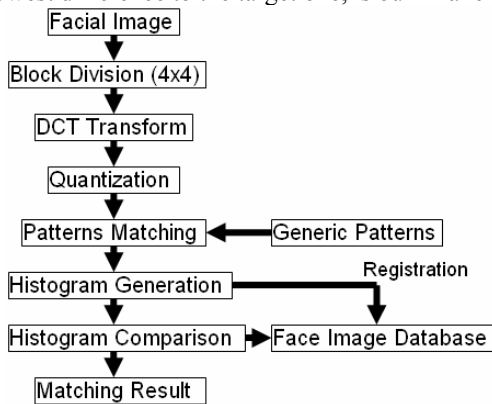 Facial Image
Block Division (4x4)
DCT Transform
Quantization
Patterns Matching
Generic Patterns
Registration
Histogram Generation
Histogram Comparison
Face Image Database
Matching Result